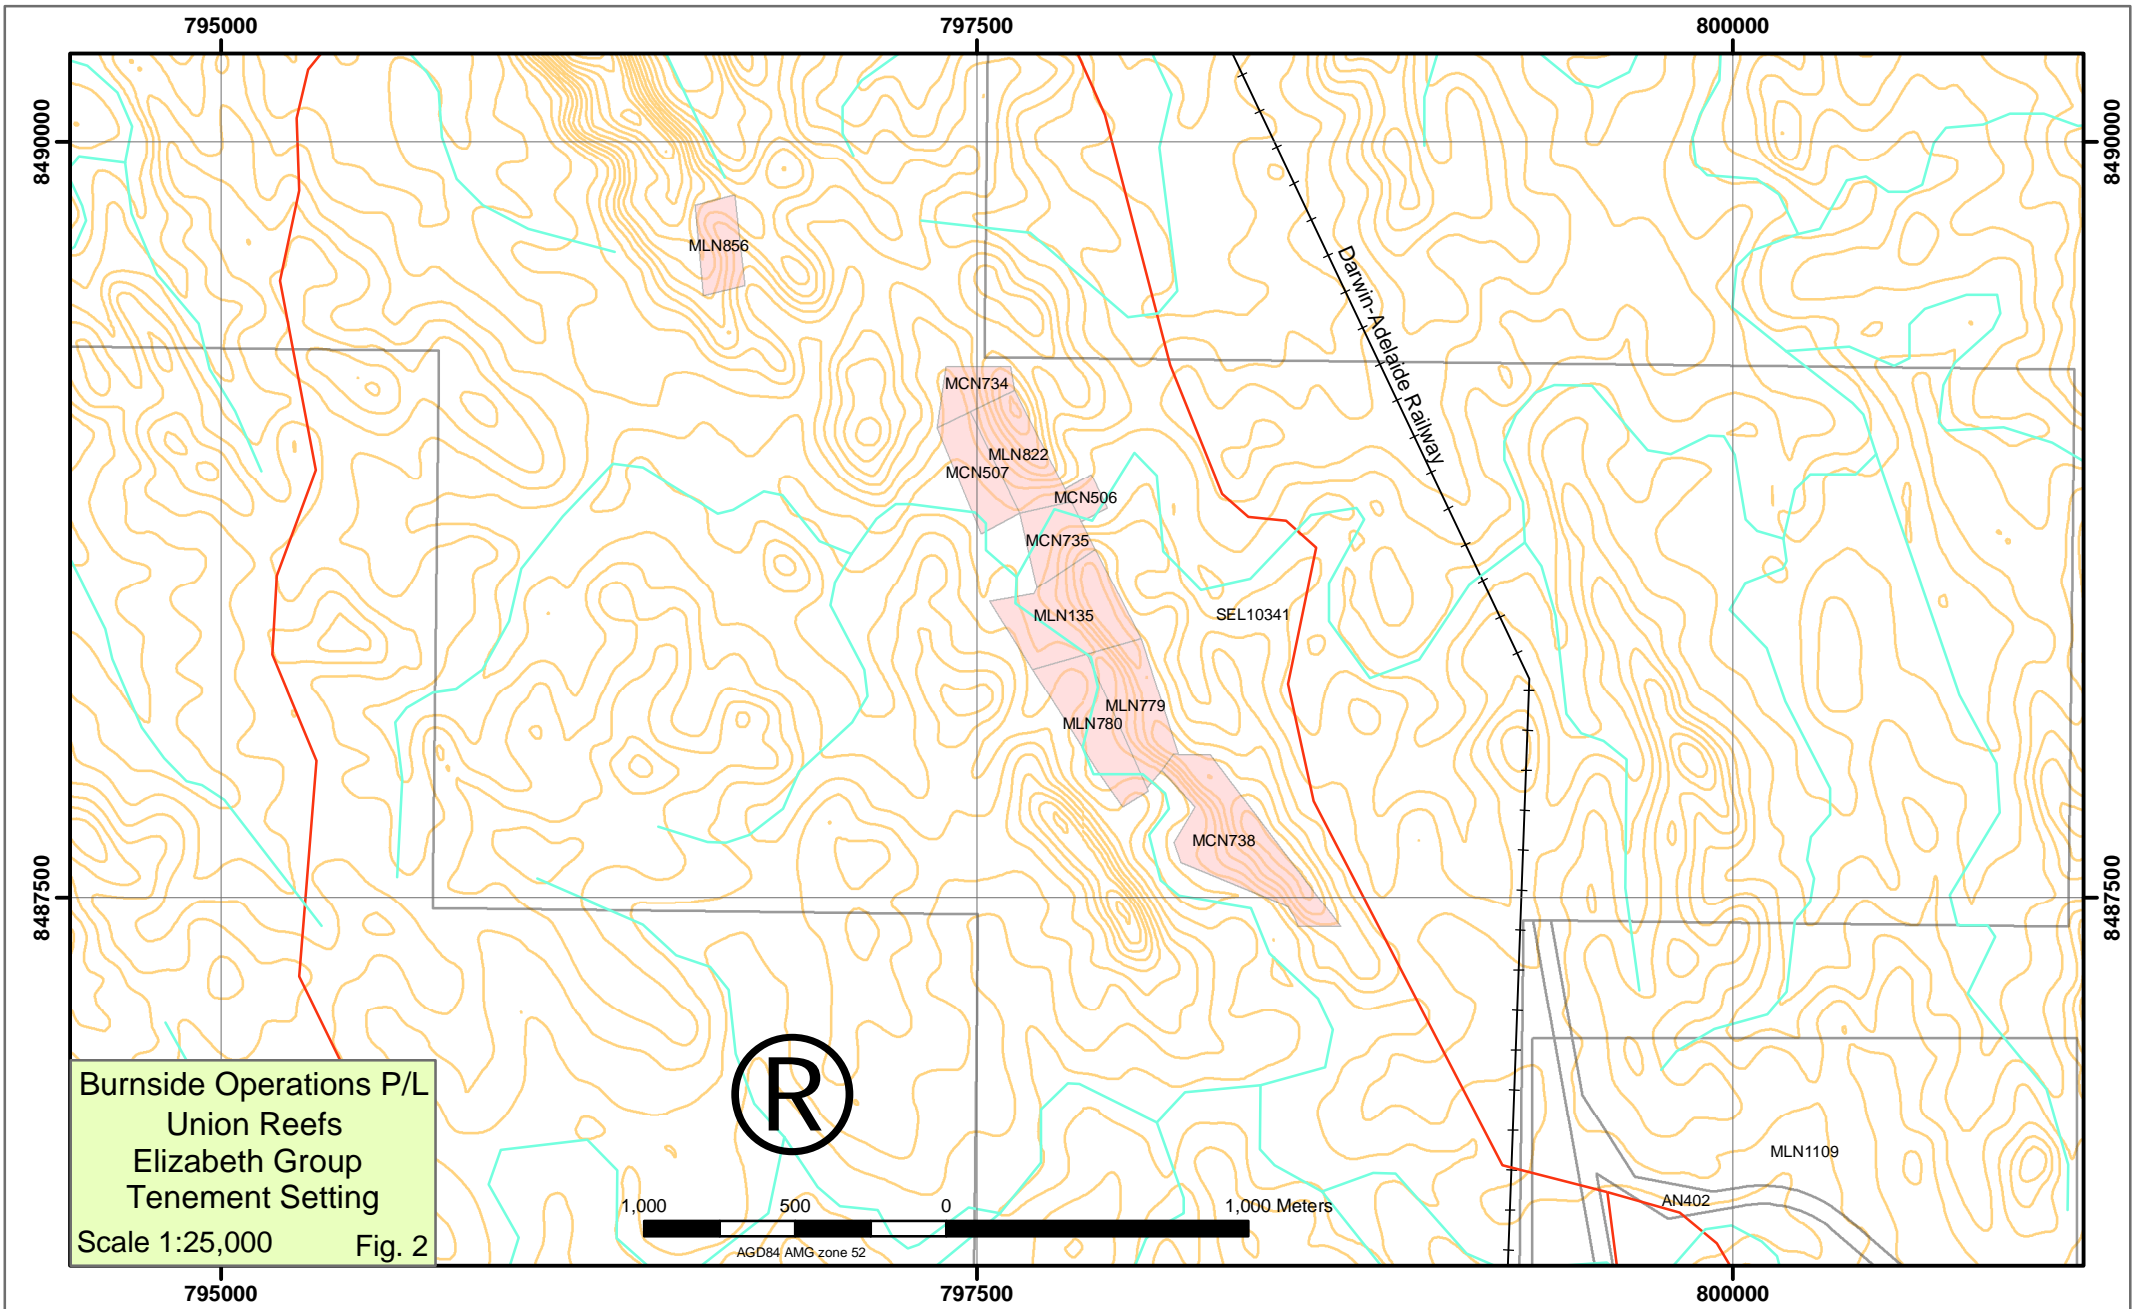 795000
797500
800000
8490000
8490000
MLN856
Darwin-Adelaide Railway
MCN734
MLN822
MCN507
MCN506
MCN735
MLN135
SEL10341
MLN779
MLN780
MCN738
8487500
8487500
MLN1109
AN402
Burnside Operations P/L
Union Reefs
Elizabeth Group
Tenement Setting
Scale 1:25,000
Fig. 2
R
1,000
500
0
1,000 Meters
AGD84 AMG zone 52
795000
797500
800000